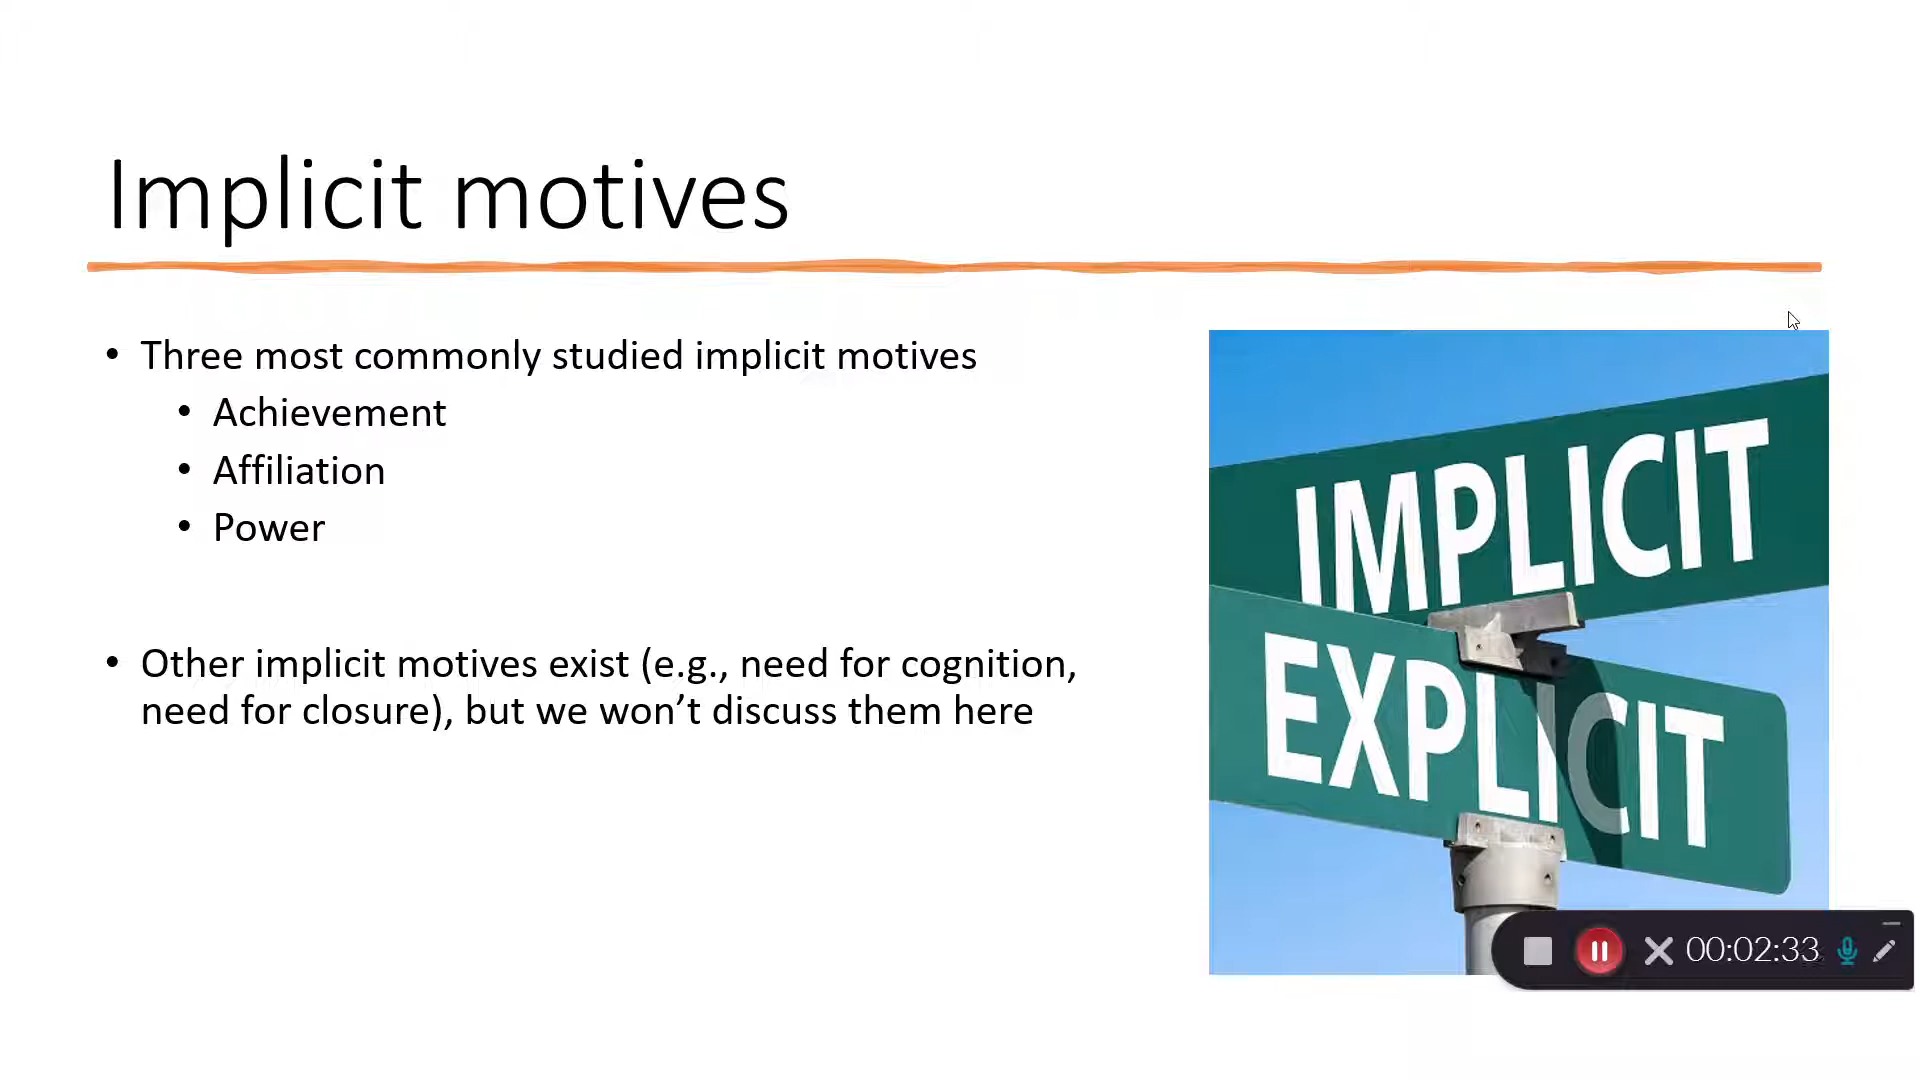 Implicit motives
• Three most commonly studied implicit motives
• Achievement
• Affiliation
• Power
• Other implicit motives exist (e.g., need for cognition,
need for closure), but we won’t discuss them here
IMPLICIT
EXPLICIT
00:02:33